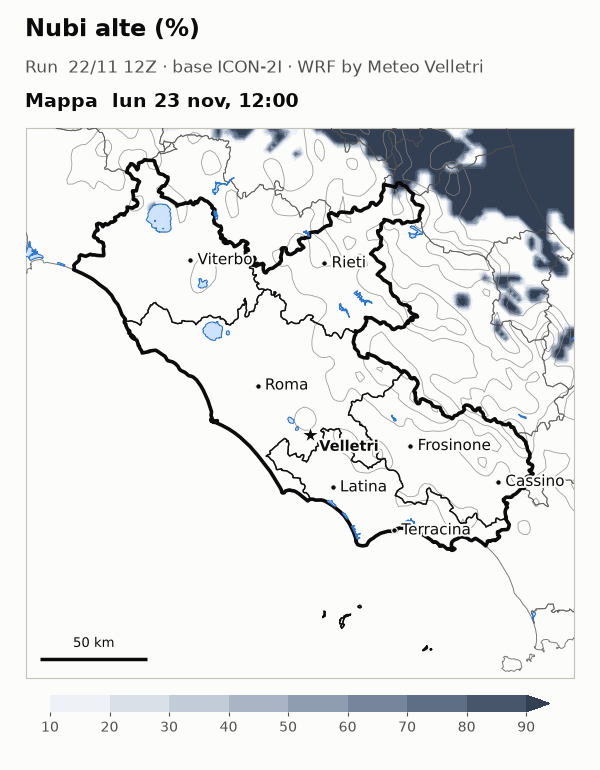 Nubi alte (%)
Run 22/11 12Z · base ICON-2I · WRF by Meteo Velletri
Mappa lun 23 nov, 12:00
Viterbo
Rieti
Roma
Velletri
Frosinone
Latina
Cassino
Terracina
50 km
10 20 30 40 50 60 70 80 90